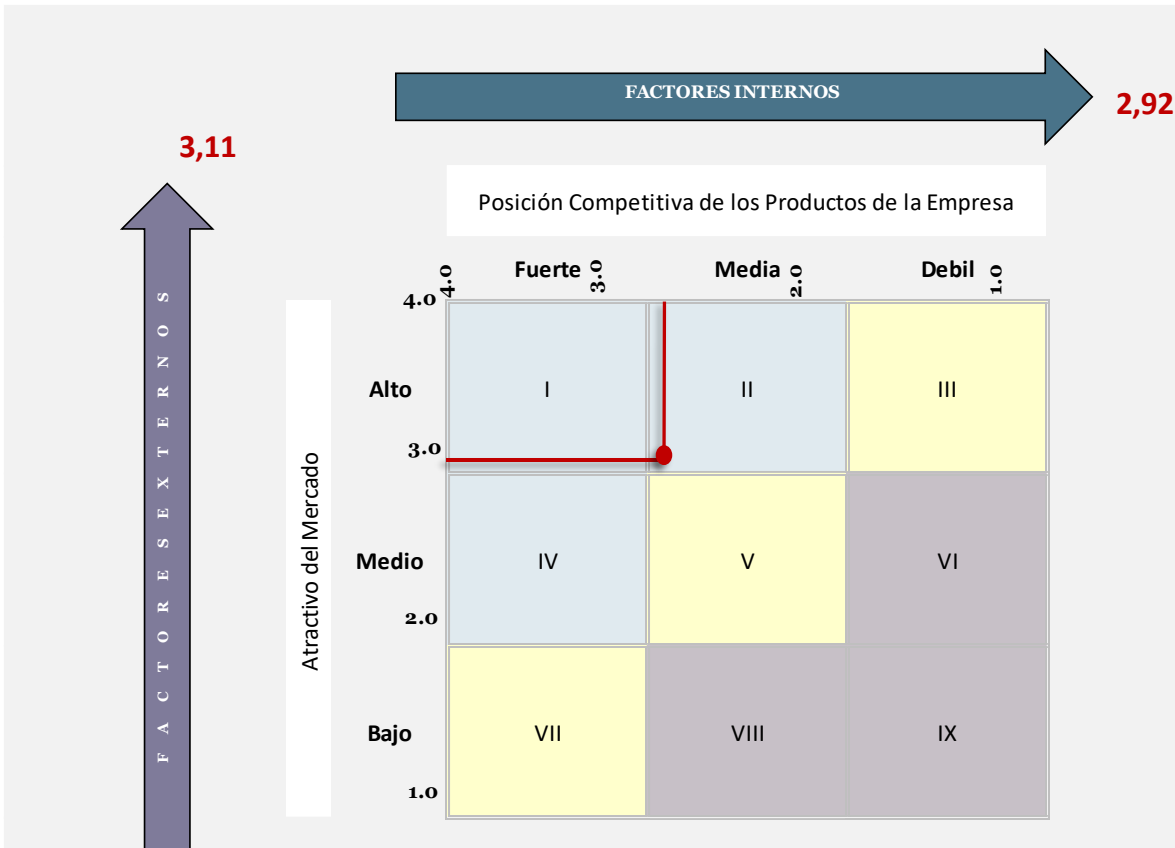 FACTORES INTERNOS
2,92
3,11
Posición Competitiva de los Productos de la Empresa
4.0
Fuerte
3.0
Media
2.0
Debil
1.0
4.0
Alto
I
II
III
3.0
Atractivo del Mercado
Medio
IV
V
VI
2.0
Bajo
VII
VIII
IX
1.0
FACTORES EXTERNOS